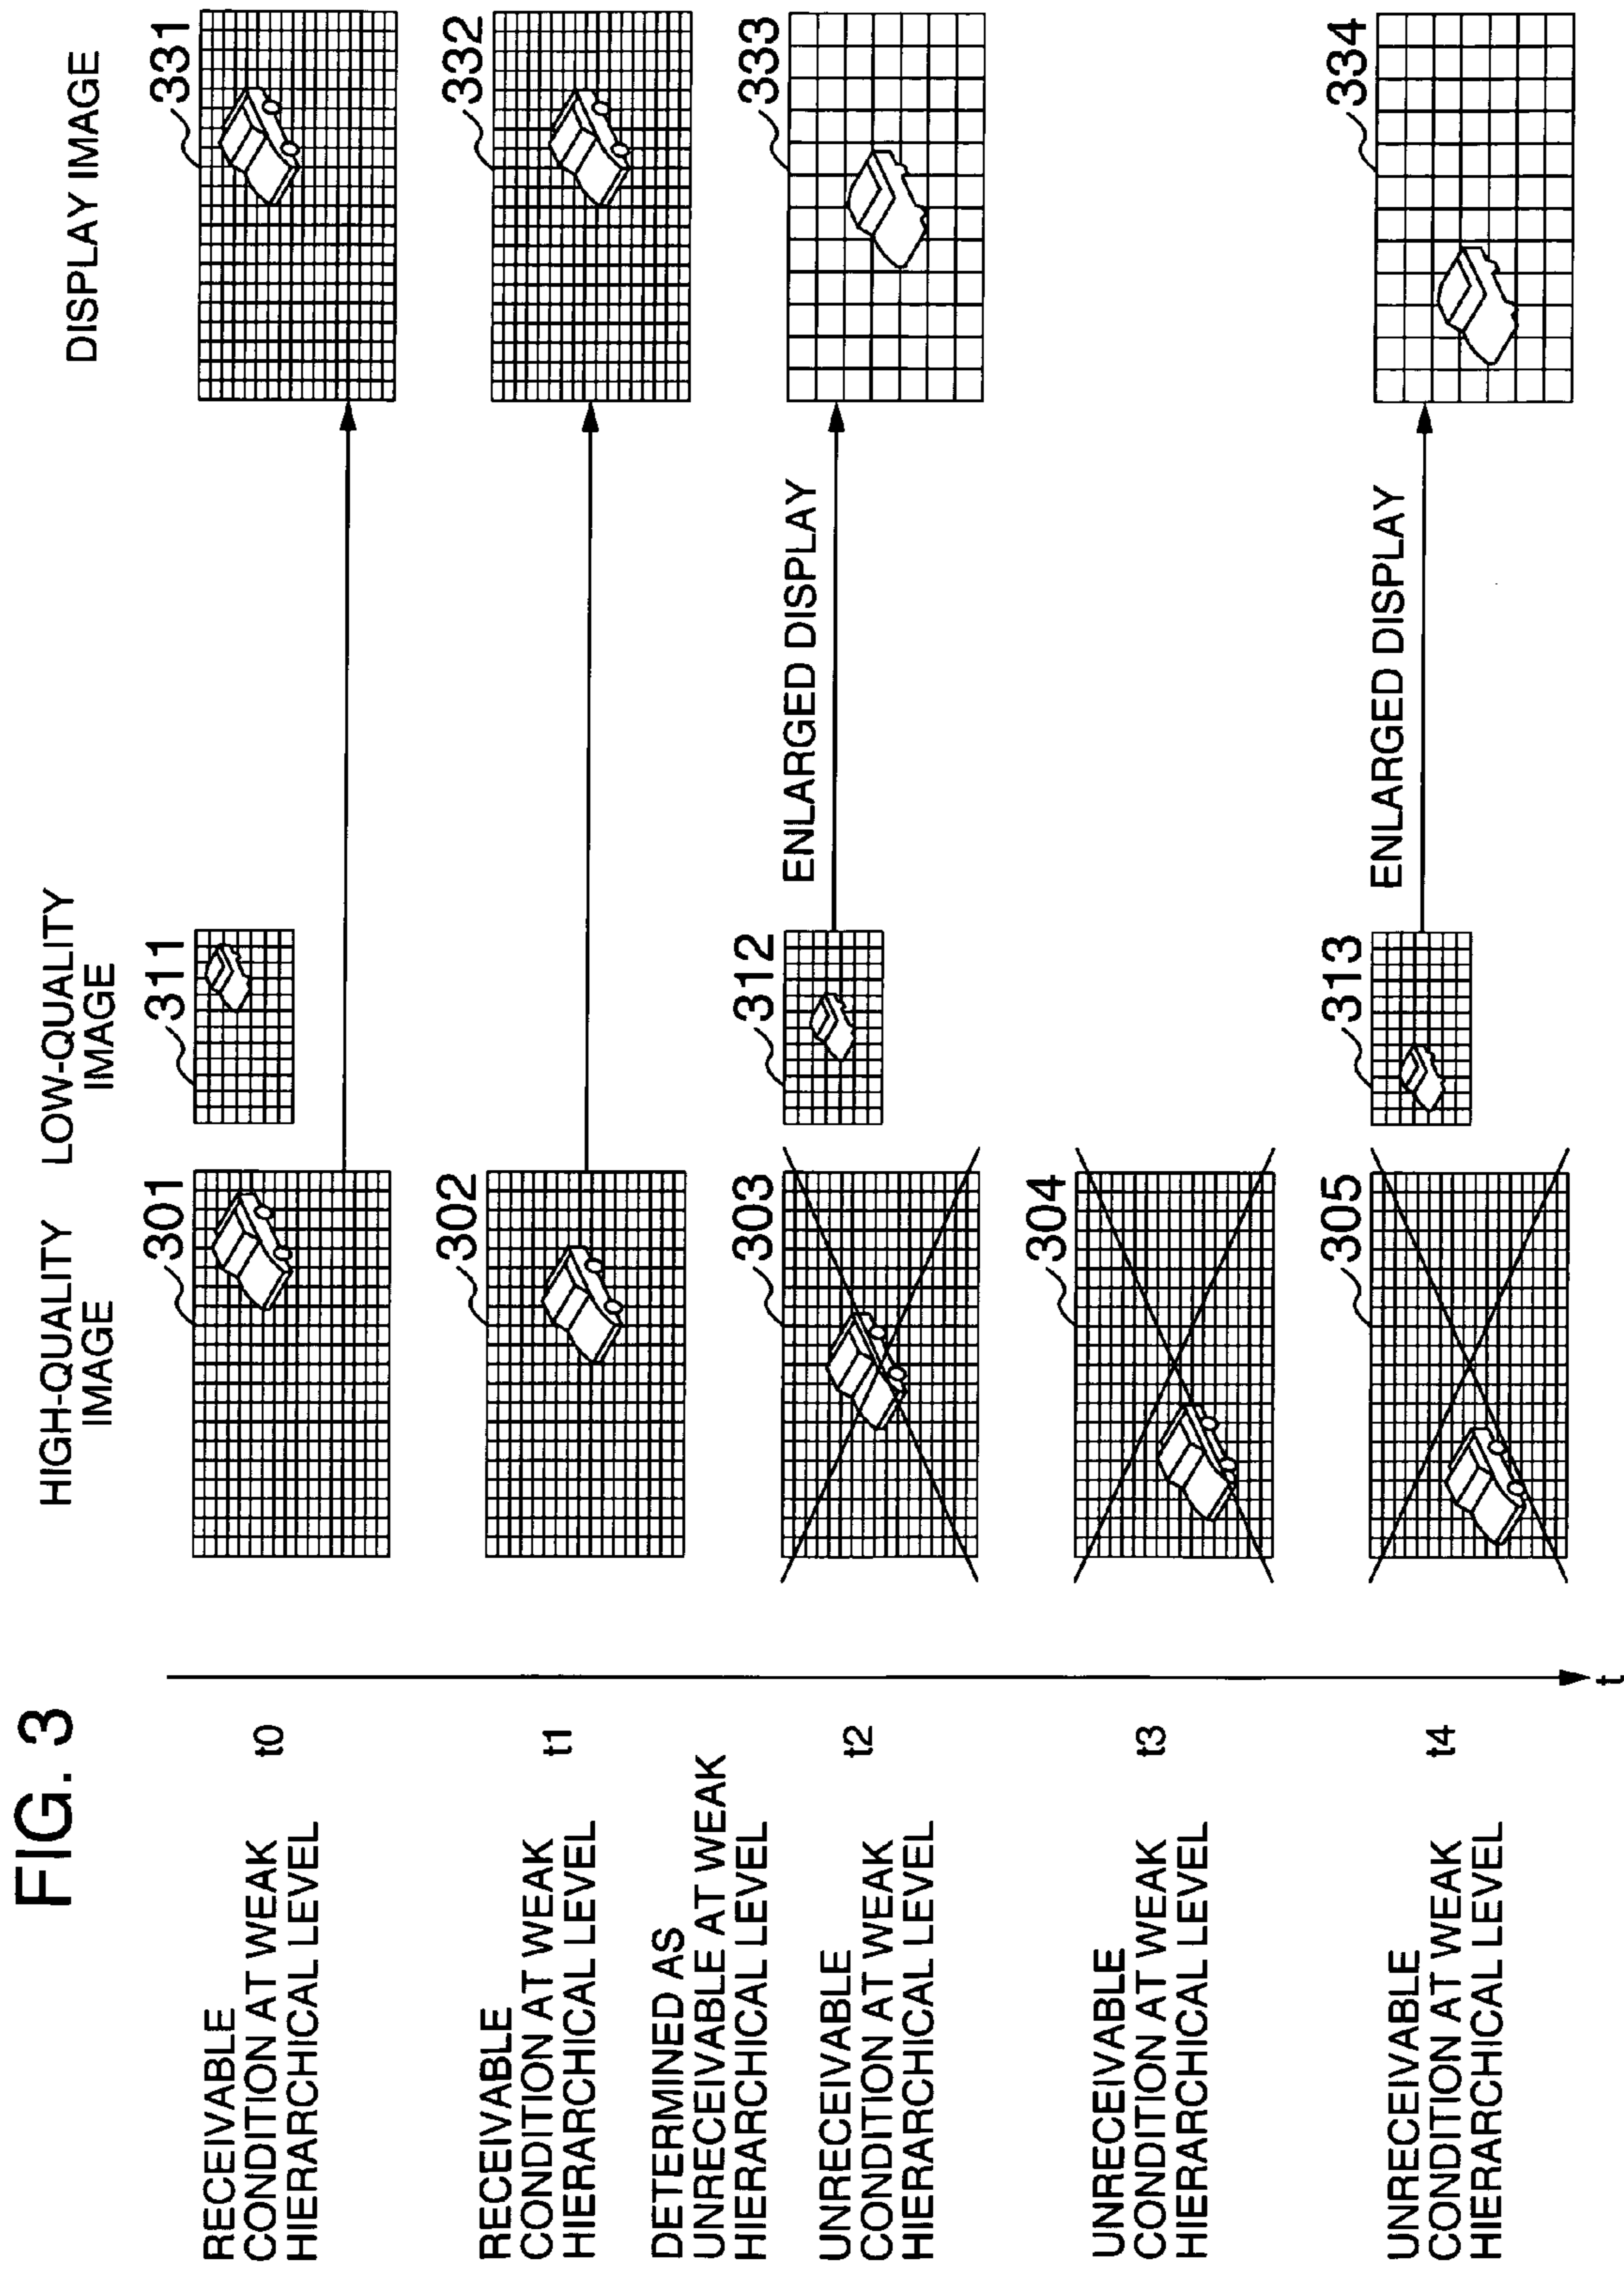 FIG. 3
HIGH-QUALITY
IMAGE
LOW-QUALITY
IMAGE
DISPLAY IMAGE
RECEIVABLE
CONDITION AT WEAK
HIERARCHICAL LEVEL
t0
301
311
331
RECEIVABLE
CONDITION AT WEAK
HIERARCHICAL LEVEL
t1
302
332
DETERMINED AS
UNRECEIVABLE AT WEAK
HIERARCHICAL LEVEL
UNRECEIVABLE
CONDITION AT WEAK
HIERARCHICAL LEVEL
t2
303
312
ENLARGED DISPLAY
333
UNRECEIVABLE
CONDITION AT WEAK
HIERARCHICAL LEVEL
t3
304
UNRECEIVABLE
CONDITION AT WEAK
HIERARCHICAL LEVEL
t4
305
313
ENLARGED DISPLAY
334
t